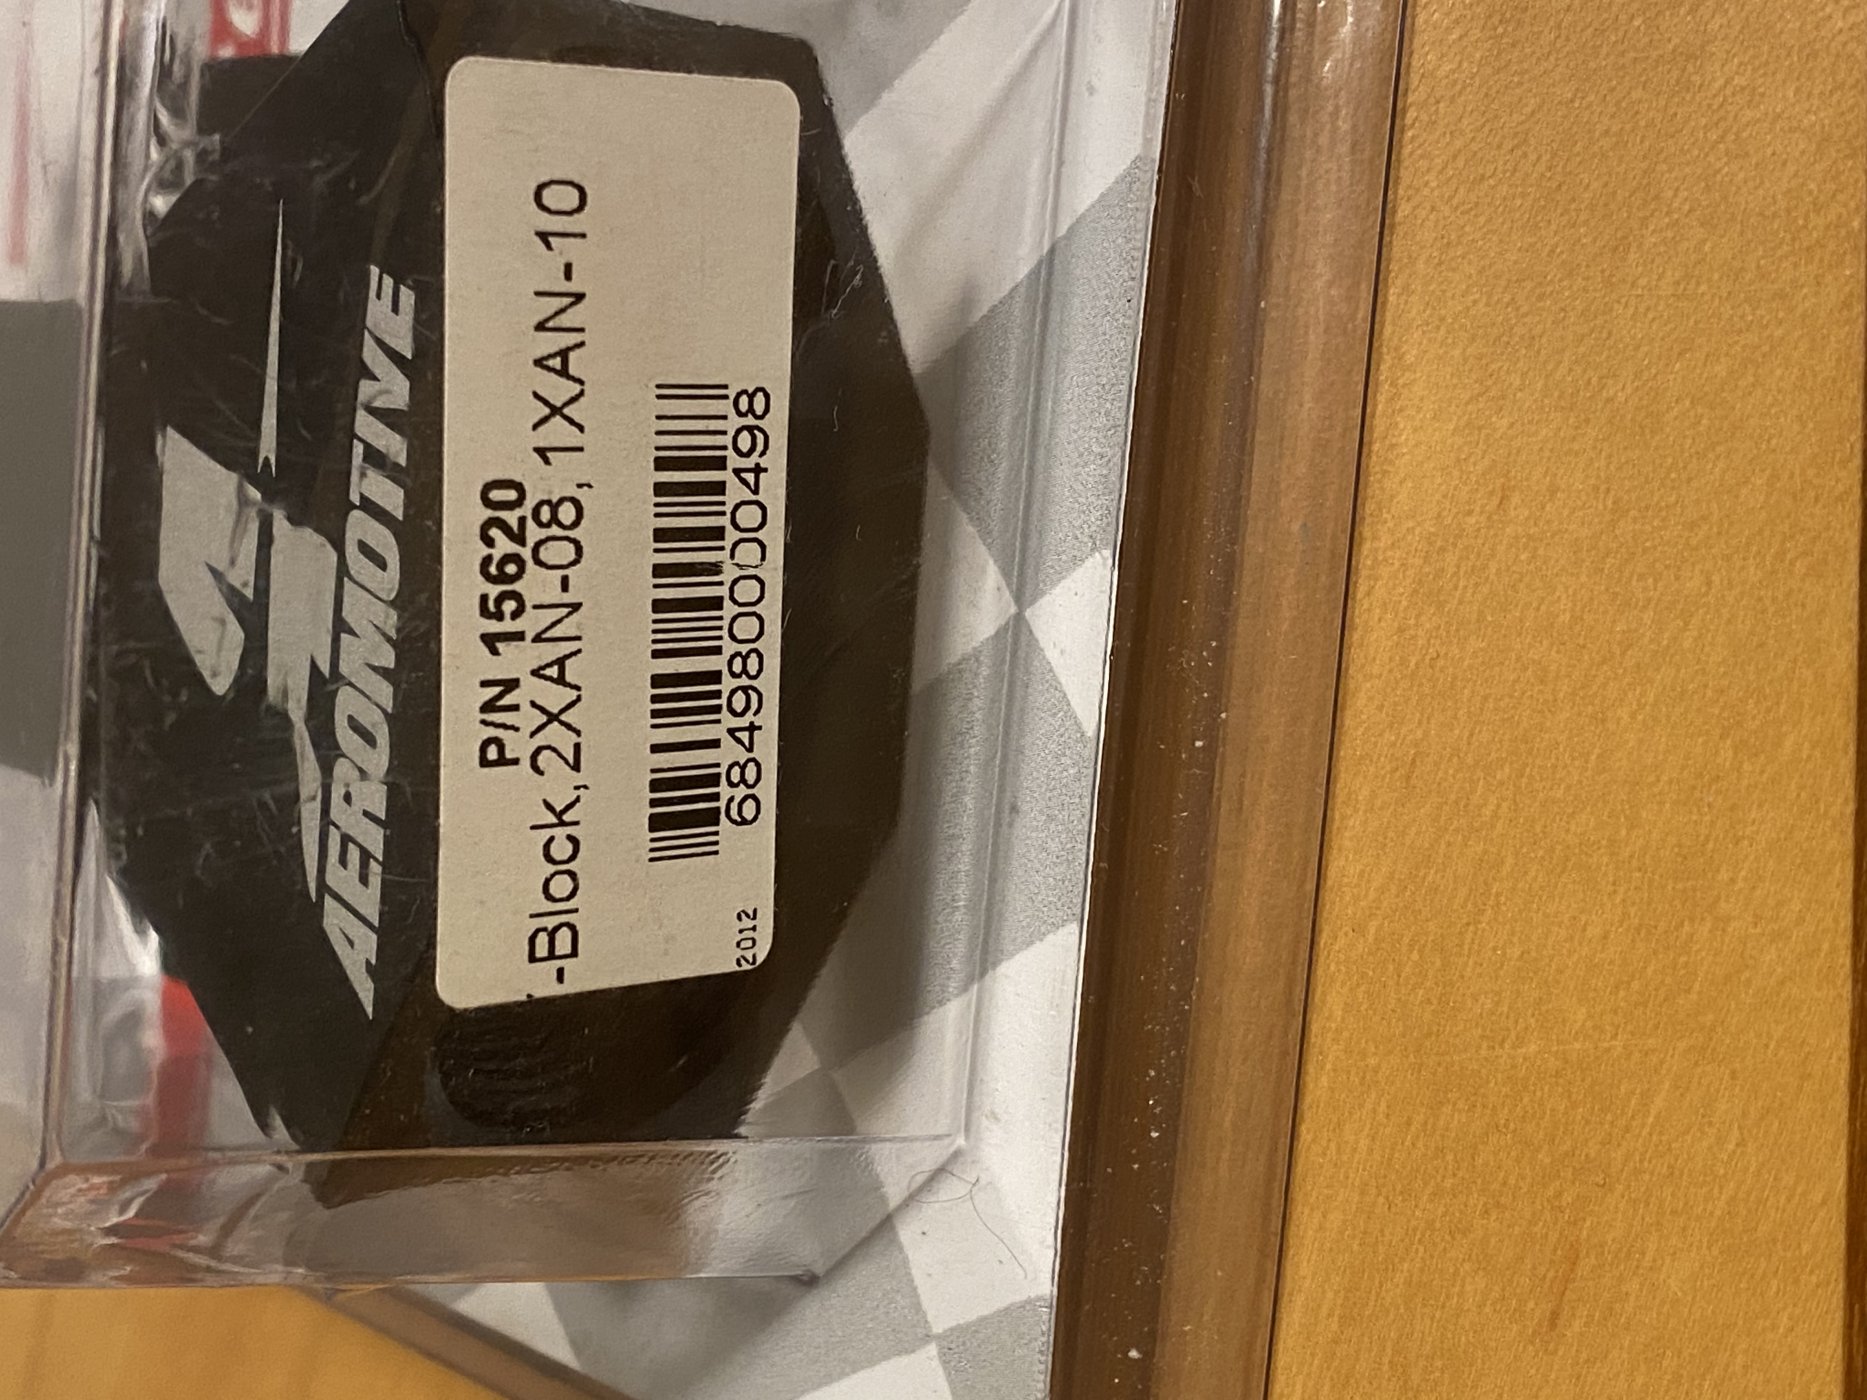 AEROMOTIVE
P/N 15620
-Block,2XAN-08,1XAN-10
684980000498
2012